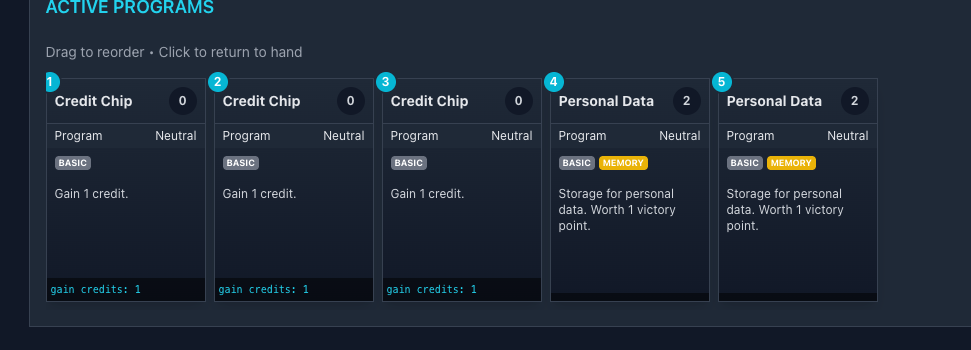 ACTIVE PROGRAMS
Drag to reorder • Click to return to hand
1
Credit Chip 0
Program Neutral
BASIC
Gain 1 credit.
gain credits: 1
2
Credit Chip 0
Program Neutral
BASIC
Gain 1 credit.
gain credits: 1
3
Credit Chip 0
Program Neutral
BASIC
Gain 1 credit.
gain credits: 1
4
Personal Data 2
Program Neutral
BASIC MEMORY
Storage for personal
data. Worth 1 victory
point.
5
Personal Data 2
Program Neutral
BASIC MEMORY
Storage for personal
data. Worth 1 victory
point.